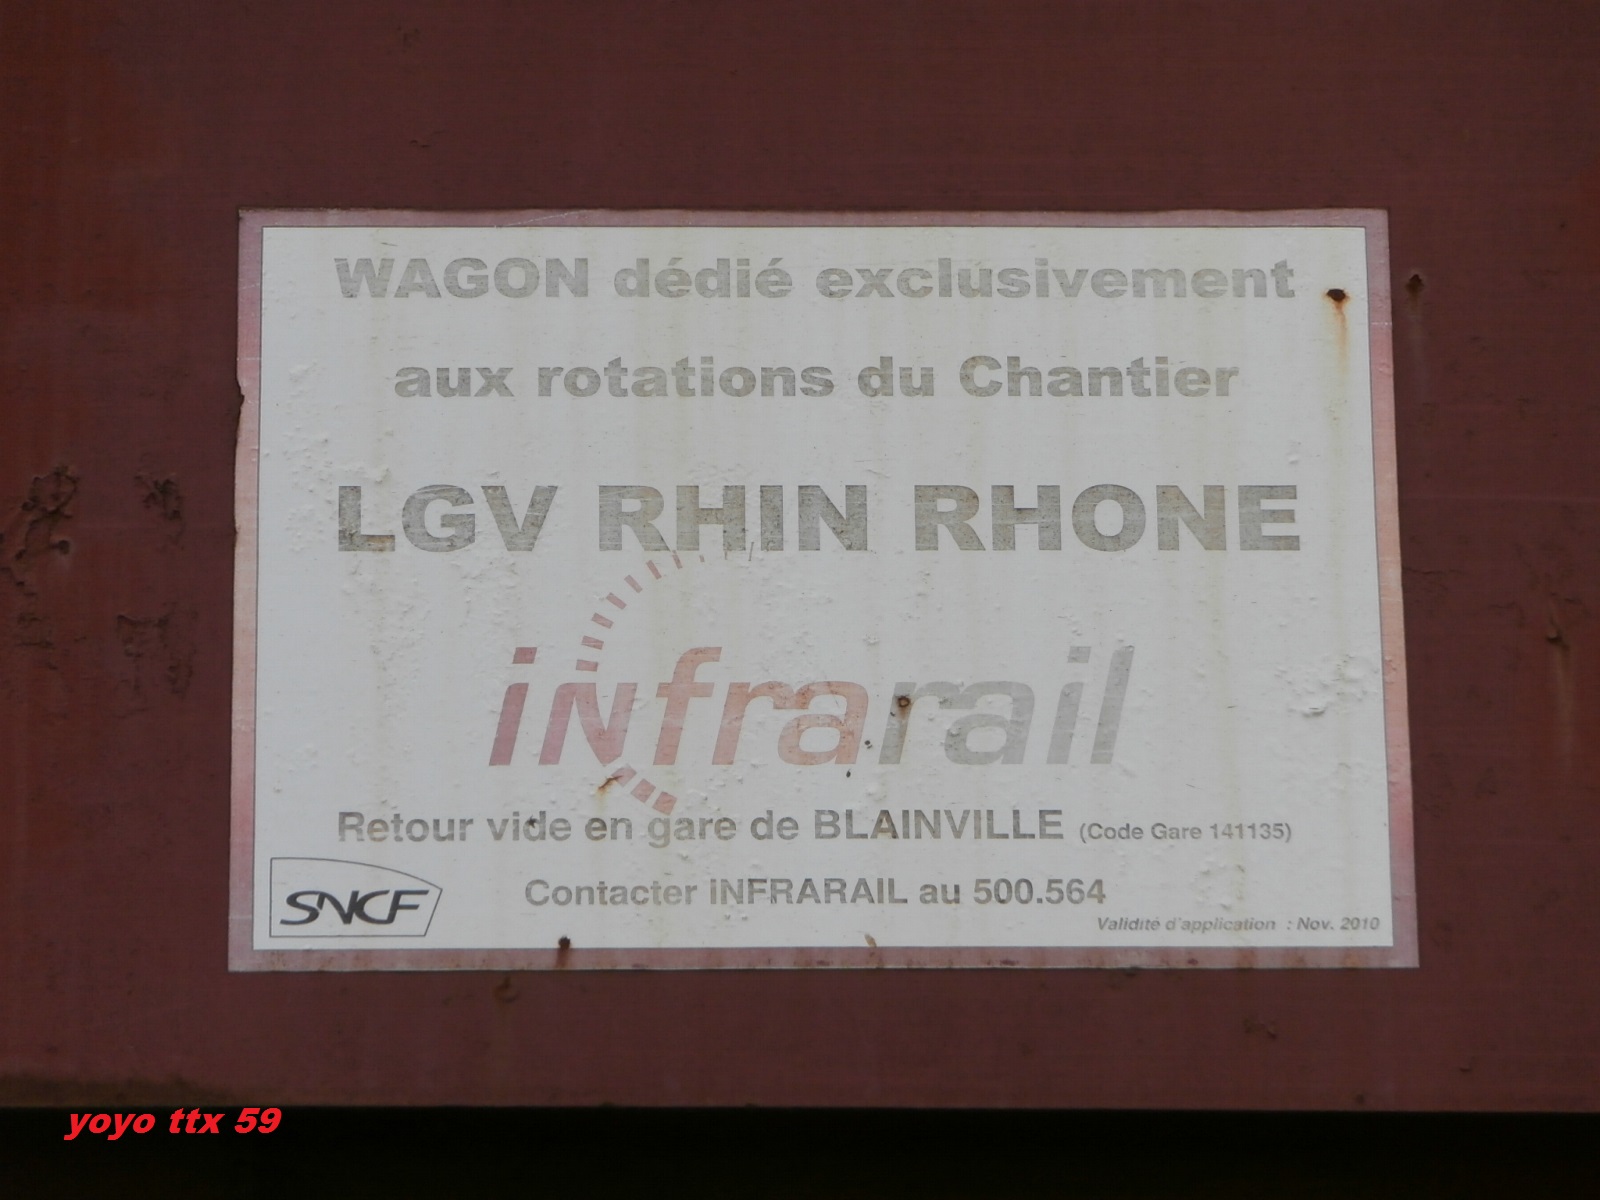 WAGON dédié exclusivement
aux rotations du Chantier
LGV RHIN RHONE
infrarail
Retour vide en gare de BLAINVILLE (Code Gare 141135)
Contacter INFRARAIL au 500.564
SNCF
Validité d'application : Nov. 2010
yoyo ttx 59